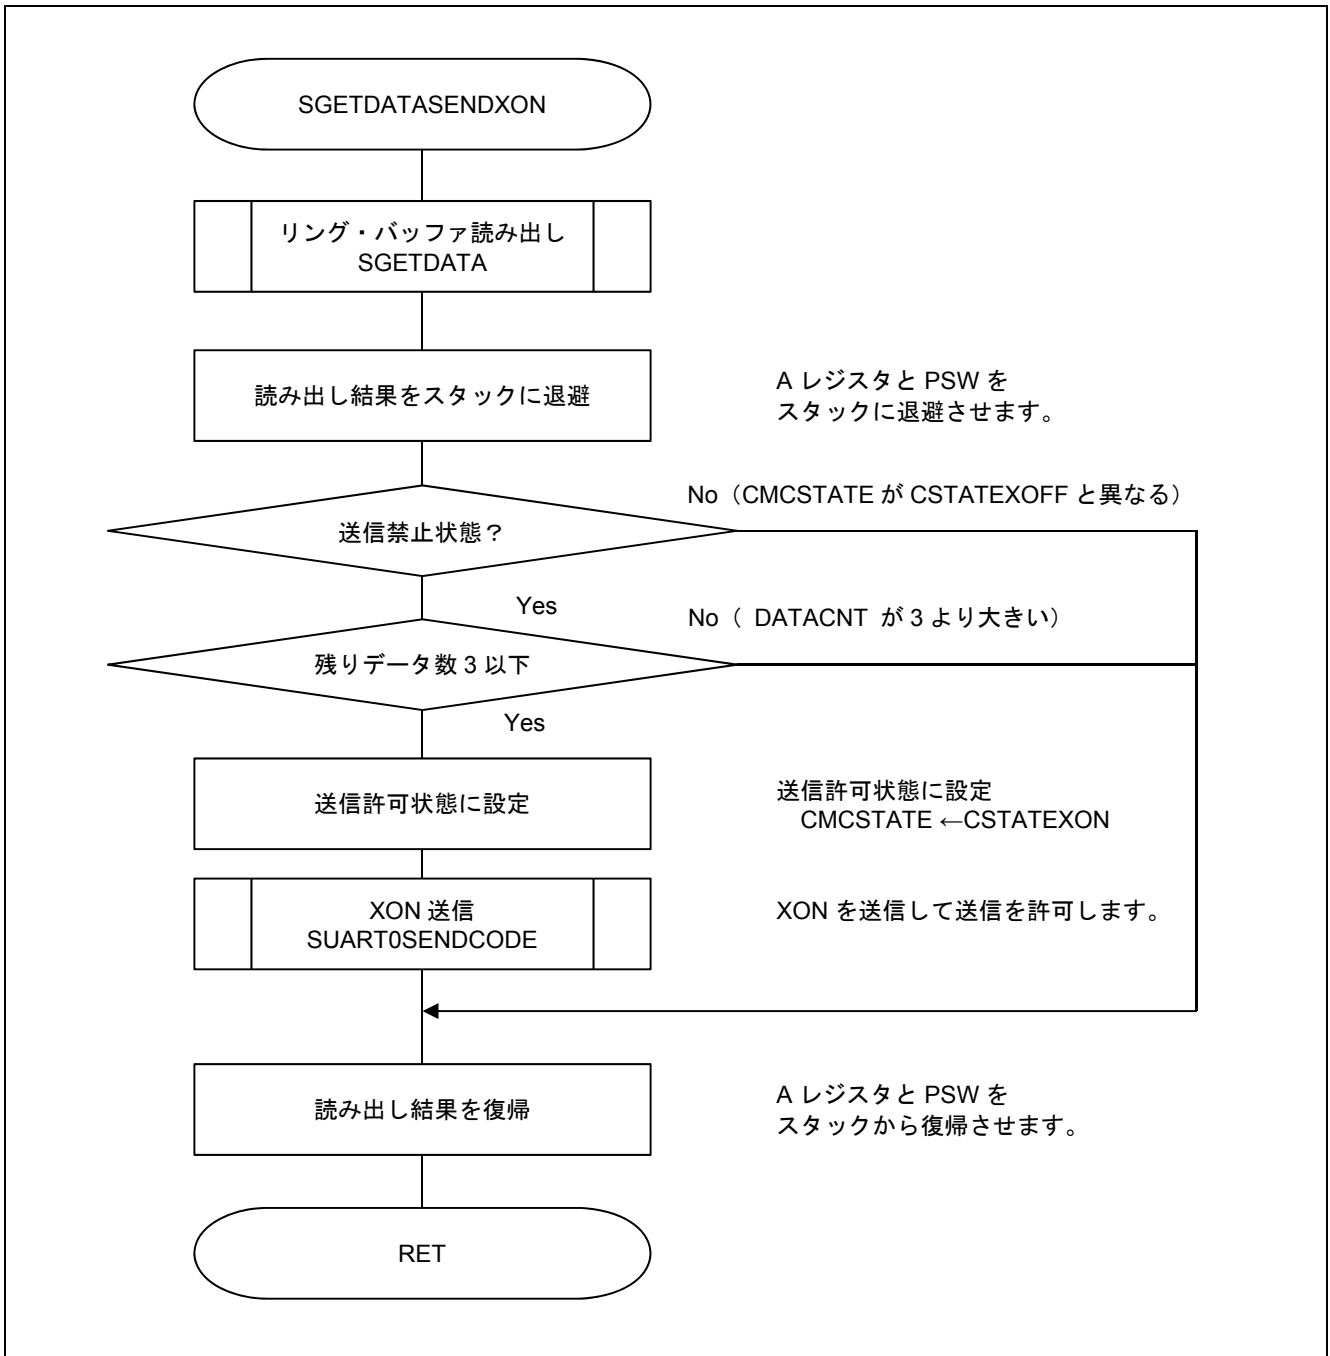 SGETDATASENDXON
リング・バッファ読み出し
SGETDATA
読み出し結果をスタックに退避
A レジスタと PSW を
スタックに退避させます。
No（CMCSTATE が CSTATEXOFF と異なる）
送信禁止状態？
Yes
No（ DATACNT が 3 より大きい）
残りデータ数 3 以下
Yes
送信許可状態に設定
送信許可状態に設定
CMCSTATE ←CSTATEXON
XON 送信
SUART0SENDCODE
XON を送信して送信を許可します。
読み出し結果を復帰
A レジスタと PSW を
スタックから復帰させます。
RET